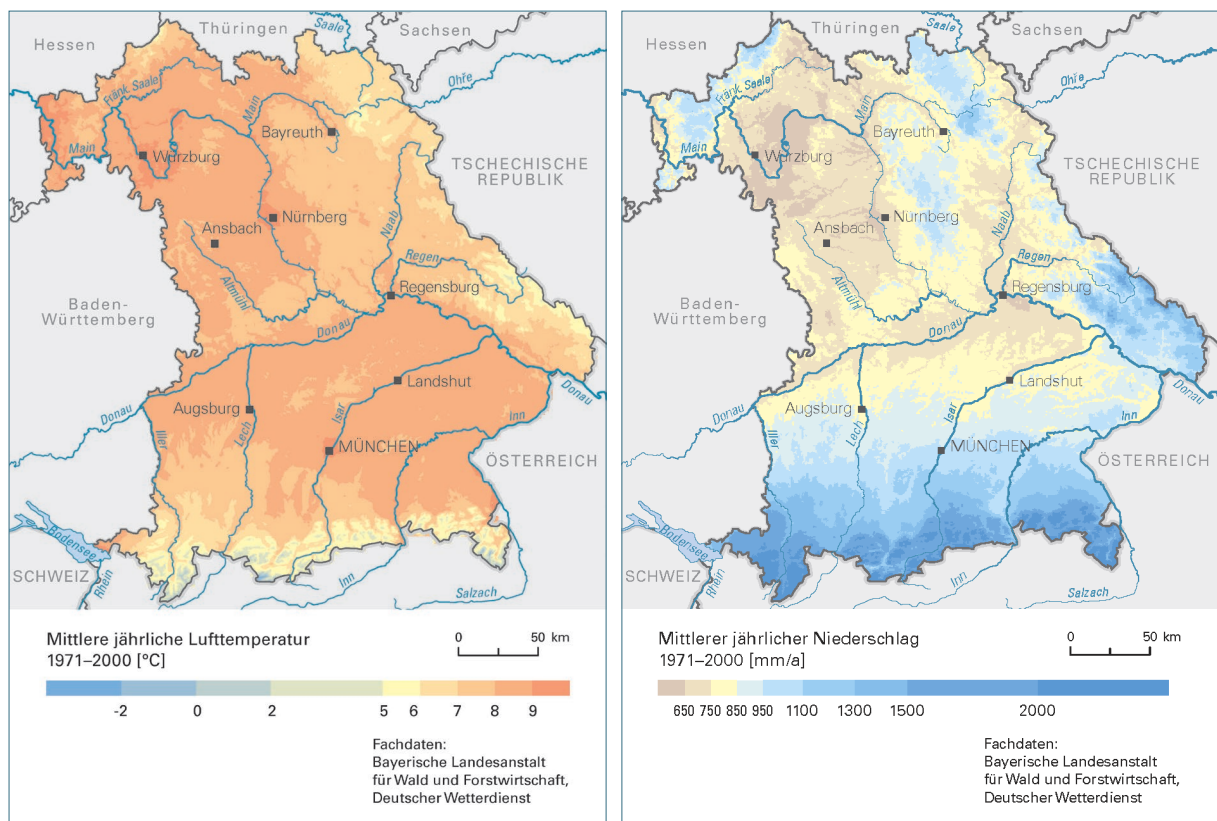 Hessen
Thüringen
Saale
Sachsen
Fränk. Saale
Ohře
Main
Main
Bayreuth
Würzburg
TSCHECHISCHE
REPUBLIK
Nürnberg
Ansbach
Naab
Regen
Altmühl
Regensburg
Baden-
Württemberg
Donau
Landshut
Donau
Augsburg
Isar
Inn
Donau
Iller
Lech
MÜNCHEN
ÖSTERREICH
Bodensee
SCHWEIZ
Rhein
Inn
Salzach
Mittlere jährliche Lufttemperatur
1971–2000 [°C]
0 50 km
-2 0 2 5 6 7 8 9
Fachdaten:
Bayerische Landesanstalt
für Wald und Forstwirtschaft,
Deutscher Wetterdienst
Hessen
Thüringen
Saale
Sachsen
Fränk. Saale
Ohře
Main
Main
Bayreuth
Würzburg
TSCHECHISCHE
REPUBLIK
Nürnberg
Ansbach
Naab
Regen
Altmühl
Regensburg
Baden-
Württemberg
Donau
Landshut
Donau
Augsburg
Isar
Inn
Donau
Iller
Lech
MÜNCHEN
ÖSTERREICH
Bodensee
SCHWEIZ
Rhein
Inn
Salzach
Mittlerer jährlicher Niederschlag
1971–2000 [mm/a]
0 50 km
650 750 850 950 1100 1300 1500 2000
Fachdaten:
Bayerische Landesanstalt
für Wald und Forstwirtschaft,
Deutscher Wetterdienst